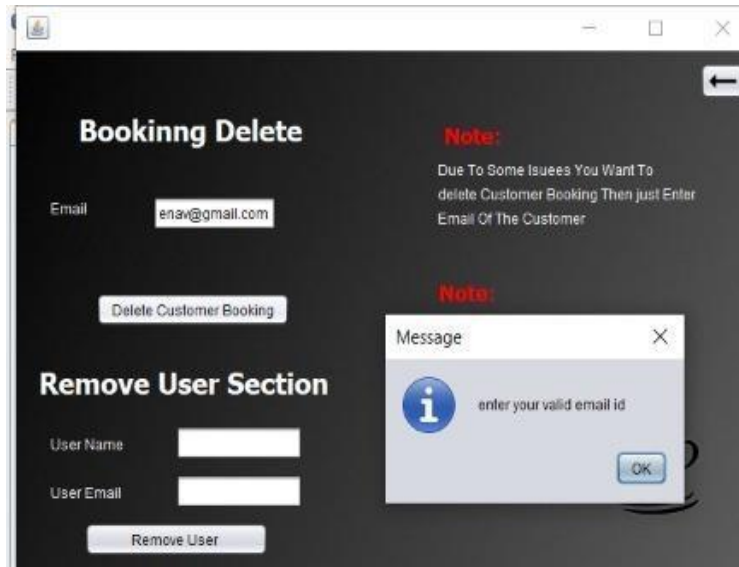 Bookinng Delete
Note:
Due To Some Isuees You Want To
delete Customer Booking Then just Enter
Email Of The Customer
Email
enav@gmail.com
Delete Customer Booking
Note:
Message
enter your valid email id
OK
Remove User Section
User Name
User Email
Remove User